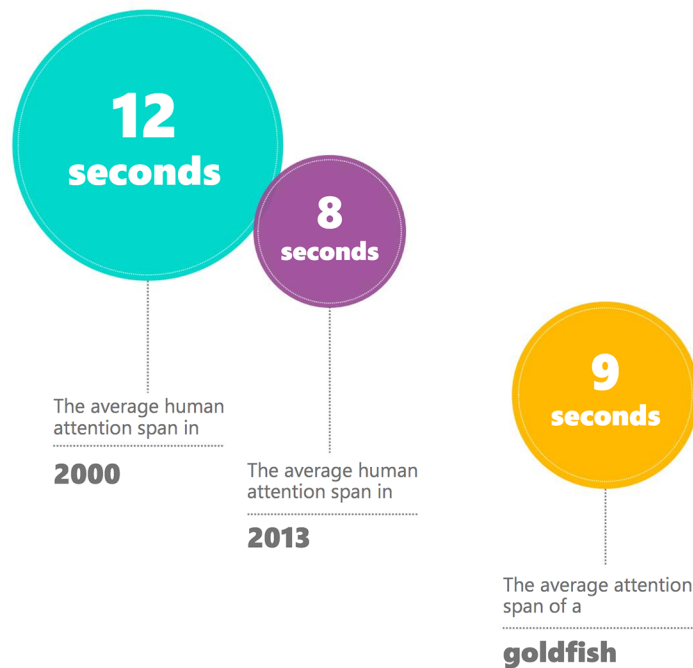 12
seconds
The average human
attention span in
2000
8
seconds
The average human
attention span in
2013
9
seconds
The average attention
span of a
goldfish